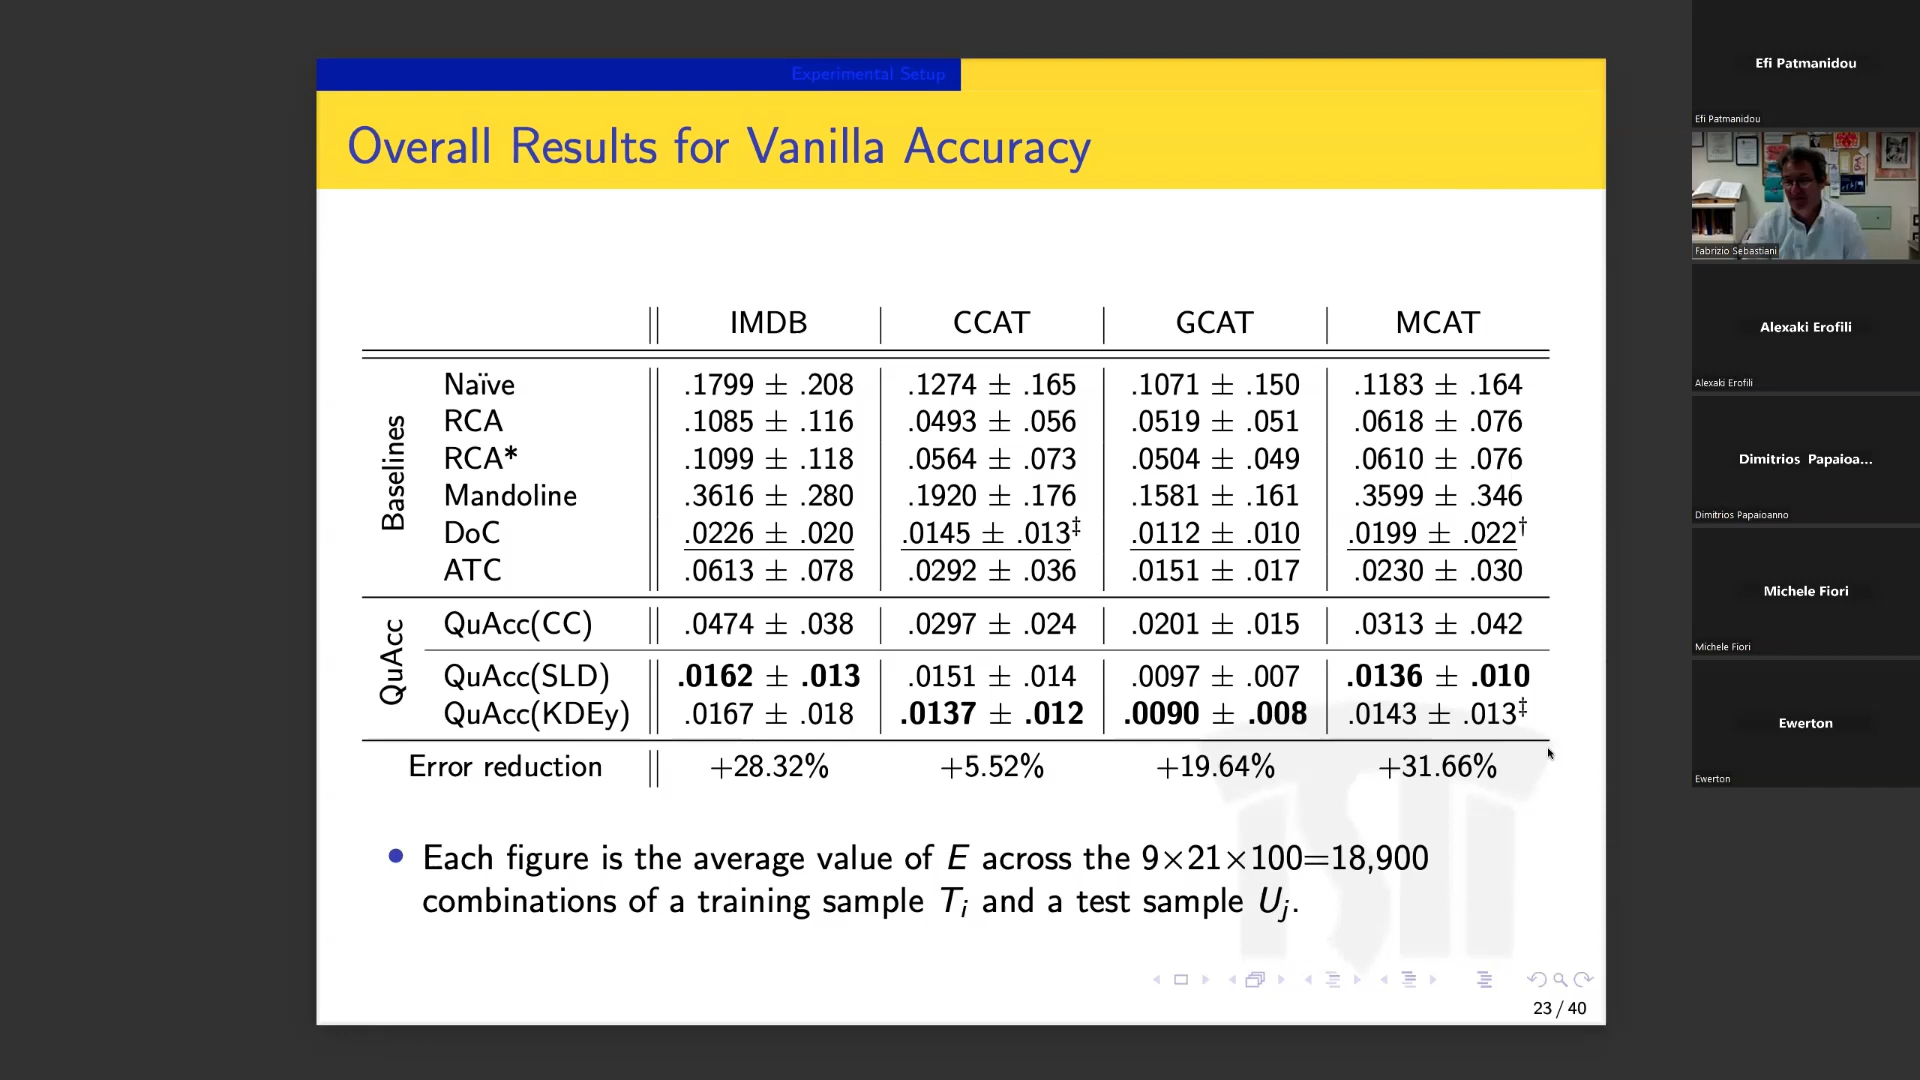 Experimental Setup
Overall Results for Vanilla Accuracy
IMDB CCAT GCAT MCAT
Baselines
Naïve .1799 ± .208 .1274 ± .165 .1071 ± .150 .1183 ± .164
RCA .1085 ± .116 .0493 ± .056 .0519 ± .051 .0618 ± .076
RCA* .1099 ± .118 .0564 ± .073 .0504 ± .049 .0610 ± .076
Mandoline .3616 ± .280 .1920 ± .176 .1581 ± .161 .3599 ± .346
DoC .0226 ± .020 .0145 ± .013‡ .0112 ± .010 .0199 ± .022†
ATC .0613 ± .078 .0292 ± .036 .0151 ± .017 .0230 ± .030
QuAcc
QuAcc(CC) .0474 ± .038 .0297 ± .024 .0201 ± .015 .0313 ± .042
QuAcc(SLD) .0162 ± .013 .0151 ± .014 .0097 ± .007 .0136 ± .010
QuAcc(KDEy) .0167 ± .018 .0137 ± .012 .0090 ± .008 .0143 ± .013‡
Error reduction +28.32% +5.52% +19.64% +31.66%
• Each figure is the average value of E across the 9×21×100=18,900
combinations of a training sample Ti and a test sample Uj.
23 / 40
Efi Patmanidou
Efi Patmanidou
Fabrizio Sebastiani
Alexaki Erofili
Alexaki Erofili
Dimitrios Papaioa...
Dimitrios Papaioanno
Michele Fiori
Michele Fiori
Ewerton
Ewerton